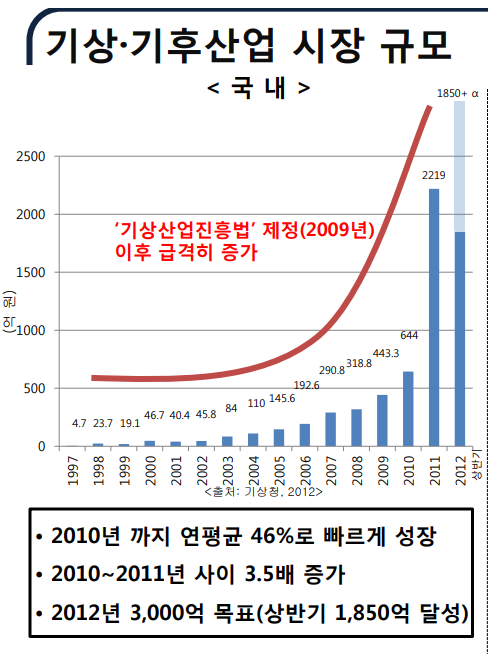 기상·기후산업 시장 규모
< 국 내 >
1850+ α
2500
2219
2000
'기상산업진흥법' 제정(2009년)
이후 급격히 증가
1500
(억 원)
1000
644
443.3
318.8
290.8
192.6
500
4.7 23.7 19.1 46.7 40.4 45.8 84 110 145.6
0
1997 1998 1999 2000 2001 2002 2003 2004 2005 2006 2007 2008 2009 2010 2011 2012 상반기
<출처: 기상청, 2012>
• 2010년 까지 연평균 46%로 빠르게 성장
• 2010~2011년 사이 3.5배 증가
• 2012년 3,000억 목표(상반기 1,850억 달성)